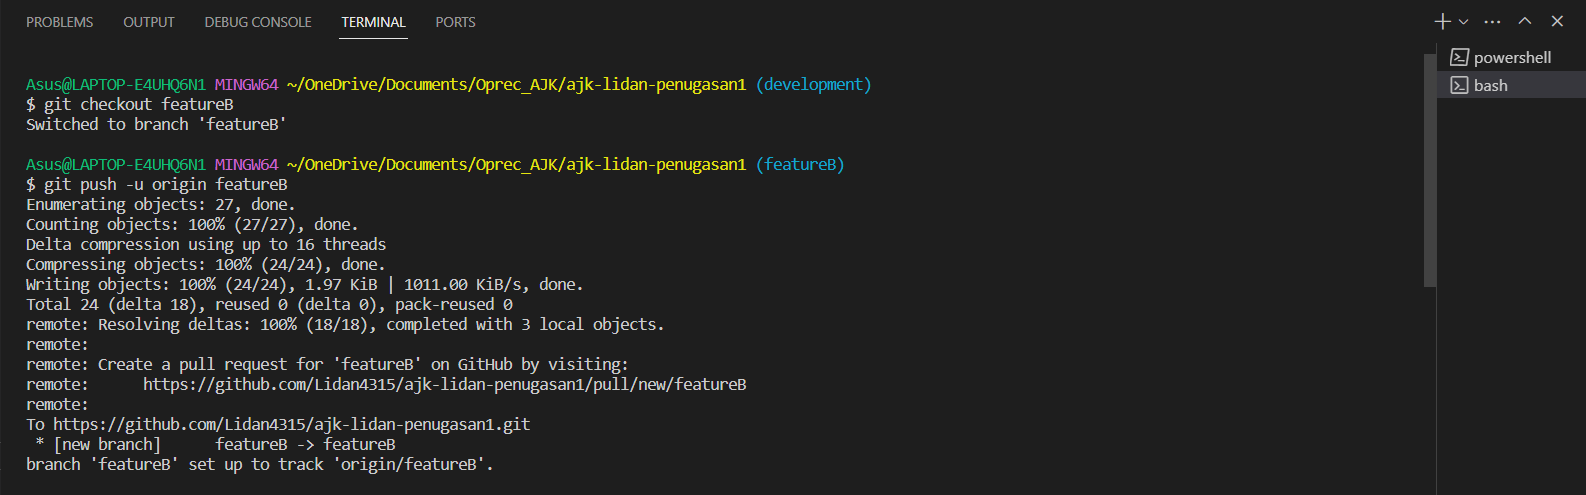 PROBLEMS OUTPUT DEBUG CONSOLE TERMINAL PORTS
powershell
bash
Asus@LAPTOP-E4UHQ6N1 MINGW64 ~/OneDrive/Documents/Oprec_AJK/ajk-lidan-penugasan1 (development)
$ git checkout featureB
Switched to branch 'featureB'
Asus@LAPTOP-E4UHQ6N1 MINGW64 ~/OneDrive/Documents/Oprec_AJK/ajk-lidan-penugasan1 (featureB)
$ git push -u origin featureB
Enumerating objects: 27, done.
Counting objects: 100% (27/27), done.
Delta compression using up to 16 threads
Compressing objects: 100% (24/24), done.
Writing objects: 100% (24/24), 1.97 KiB | 1011.00 KiB/s, done.
Total 24 (delta 18), reused 0 (delta 0), pack-reused 0
remote: Resolving deltas: 100% (18/18), completed with 3 local objects.
remote:
remote: Create a pull request for 'featureB' on GitHub by visiting:
remote:      https://github.com/Lidan4315/ajk-lidan-penugasan1/pull/new/featureB
remote:
To https://github.com/Lidan4315/ajk-lidan-penugasan1.git
 * [new branch]      featureB -> featureB
branch 'featureB' set up to track 'origin/featureB'.